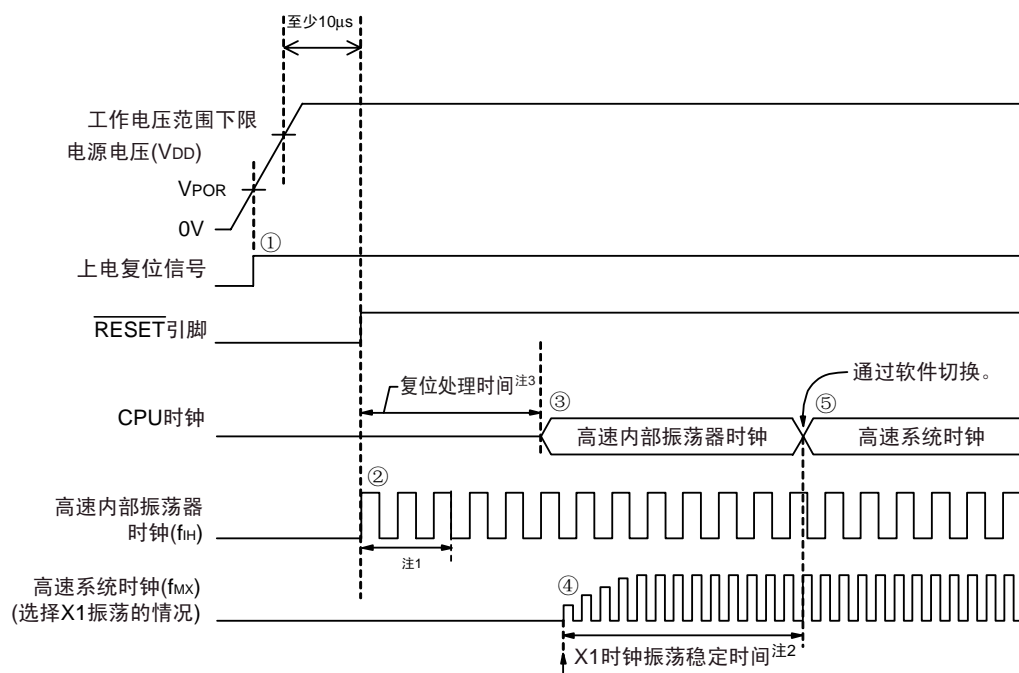 至少10μs
工作电压范围下限
电源电压(VDD)
VPOR
0V
①
上电复位信号
RESET引脚
复位处理时间注3
通过软件切换。
③
⑤
CPU时钟
高速内部振荡器时钟
高速系统时钟
②
高速内部振荡器
时钟(fIH)
注1
高速系统时钟(fMX)
(选择X1振荡的情况)
④
X1时钟振荡稳定时间注2